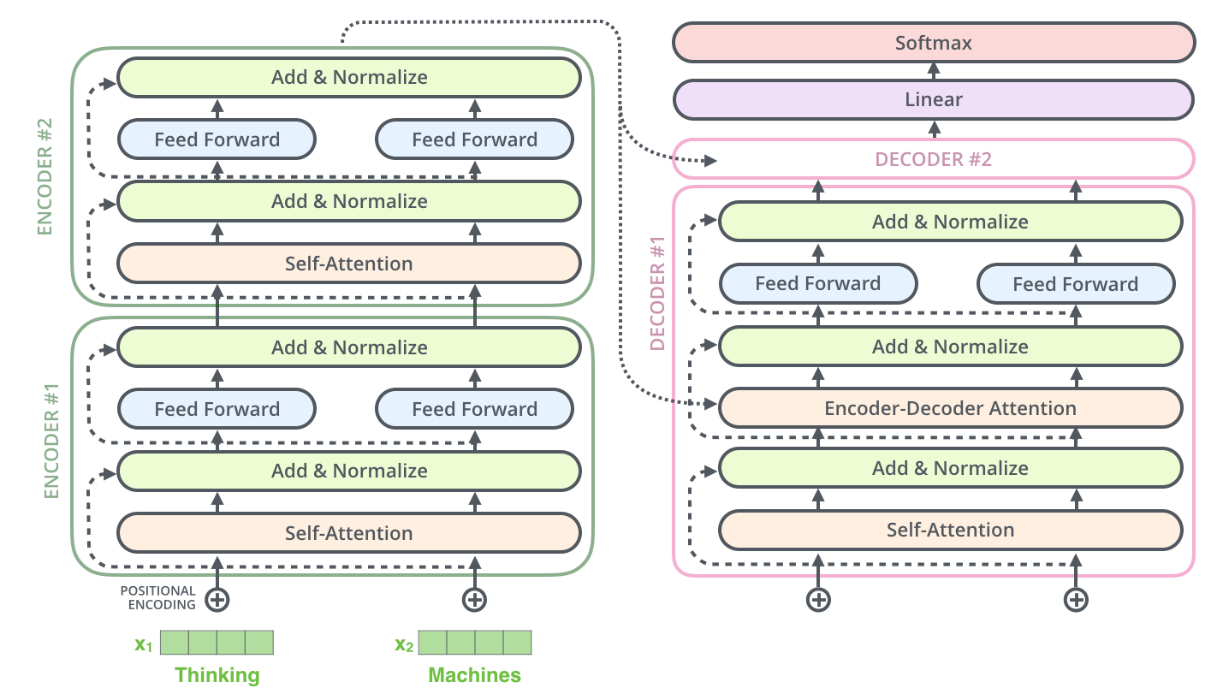 ENCODER #2
Add & Normalize
Feed Forward
Feed Forward
Add & Normalize
Self-Attention
ENCODER #1
Add & Normalize
Feed Forward
Feed Forward
Add & Normalize
Self-Attention
POSITIONAL
ENCODING
x1
x2
Thinking
Machines
Softmax
Linear
DECODER #2
DECODER #1
Add & Normalize
Feed Forward
Feed Forward
Add & Normalize
Encoder-Decoder Attention
Add & Normalize
Self-Attention